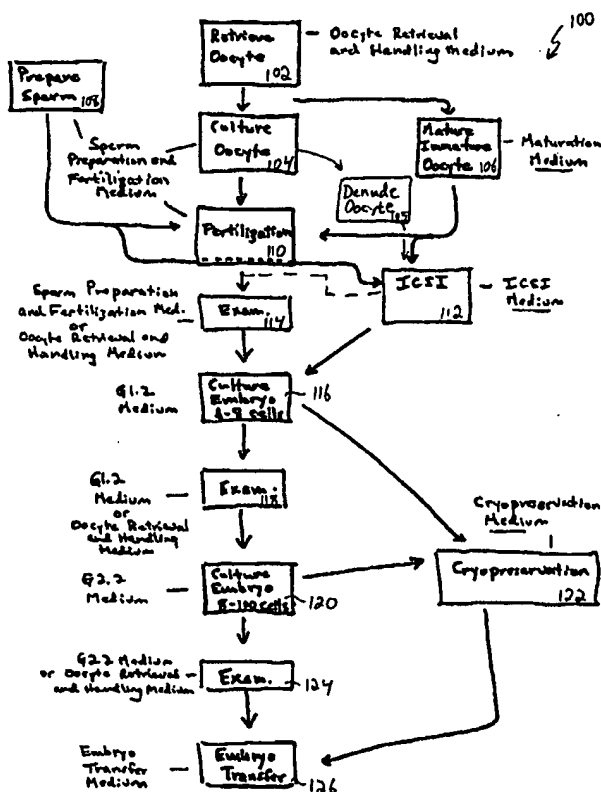 100
Retrieve
Oocyte
102
Oocyte Retrieval
and Handling Medium
Prepare
Sperm
108
Sperm
Preparation and
Fertilization
Medium
Culture
Oocyte
104
Mature
Immature
Oocyte
106
Maturation
Medium
Denude
Oocyte
105
Fertilization
110
ICSI
112
ICSI
Medium
Sperm Preparation
and Fertilization Med.
or
Oocyte Retrieval and
Handling Medium
Exam.
114
G1.2
Medium
Culture
Embryo
1-8 cells
116
G1.2
Medium
or
Oocyte Retrieval
and Handling
Medium
Exam.
118
Cryopreservation
Medium
G2.2
Medium
Culture
Embryo
8-100 cells
120
Cryopreservation
122
G2.2 Medium
or Oocyte Retrieval
and Handling Medium
Exam.
124
Embryo
Transfer
Medium
Embryo
Transfer
126